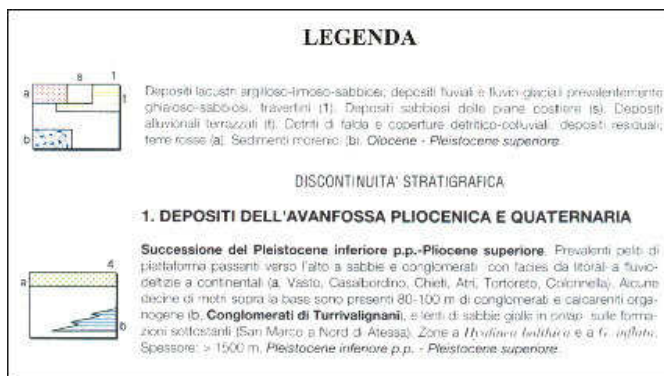 LEGENDA
a s 1
Depositi lacustri argilloso-limoso-sabbiosi; depositi fluviali e fluvio-glaciali prevalentemente
1
ghiaioso-sabbiosi, travertini (1). Depositi sabbiosi delle piane costiere (s). Depositi
alluvionali terrazzati (t). Detriti di falda e coperture detritico-colluviali; depositi residuali;
b
terre rosse (a). Sedimenti morenici (b). Olocene - Pleistocene superiore.
DISCONTINUITA' STRATIGRAFICA
1. DEPOSITI DELL'AVANFOSSA PLIOCENICA E QUATERNARIA
Successione del Pleistocene inferiore p.p.-Pliocene superiore. Prevalenti peliti di
4
piattaforma passanti verso l'alto a sabbie e conglomerati con facies da litorali a fluvio-
a
deltizie a continentali (a, Vasto, Casalbordino, Chieti, Atri, Tortoreto, Colonnella). Alcune
decine di metri sopra la base sono presenti 80-100 m di conglomerati e calcareniti orga-
nogene (b, Conglomerati di Turrivalignani), e lenti di sabbie gialle in onlap sulle forma-
b
zioni sottostanti (San Marco a Nord di Atessa). Zone a Hyalinea balthica e a G. inflata.
Spessore: > 1500 m. Pleistocene inferiore p.p. - Pleistocene superiore.